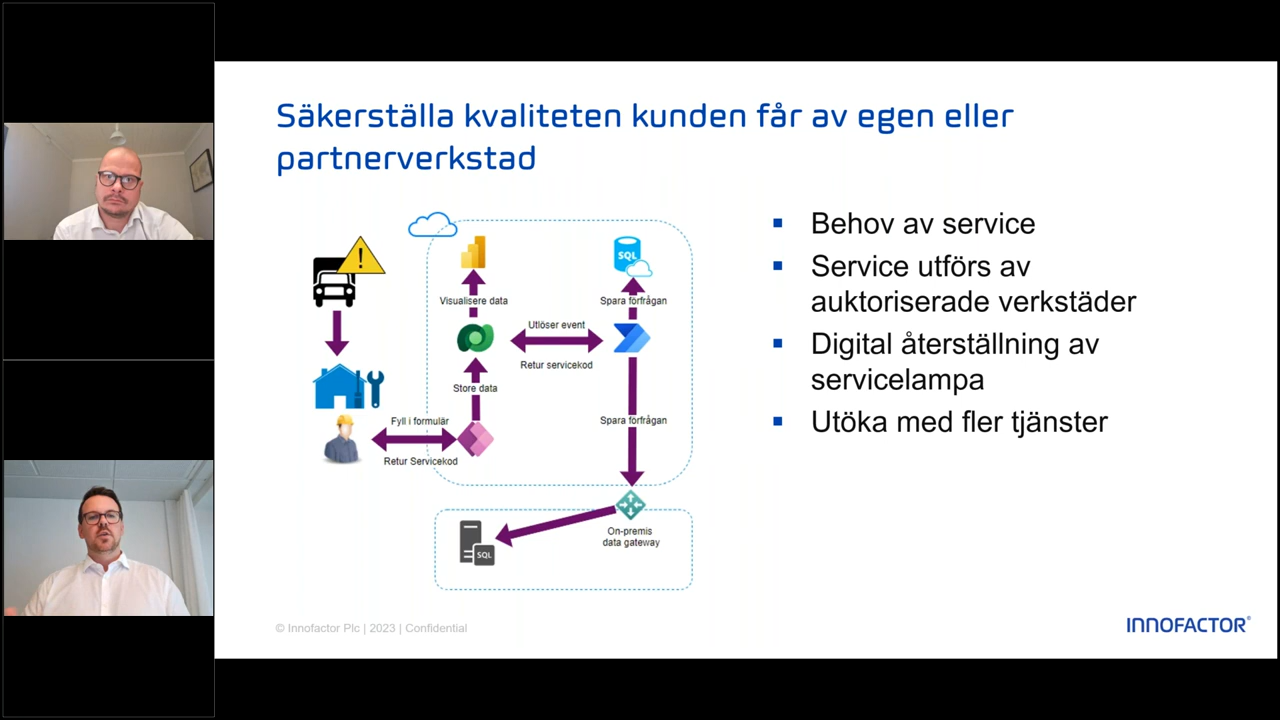 Säkerställa kvaliteten kunden får av egen eller
partnerverkstad
SQL
Visualisere data
Spara förfrågan
Utlöser event
Retur servicekod
Store data
Fyll i formulär
Spara förfrågan
Retur Servicekod
On-premis
data gateway
SQL
Behov av service
Service utförs av
auktoriserade verkstäder
Digital återställning av
servicelampa
Utöka med fler tjänster
© Innofactor Plc | 2023 | Confidential
INNOFACTOR®